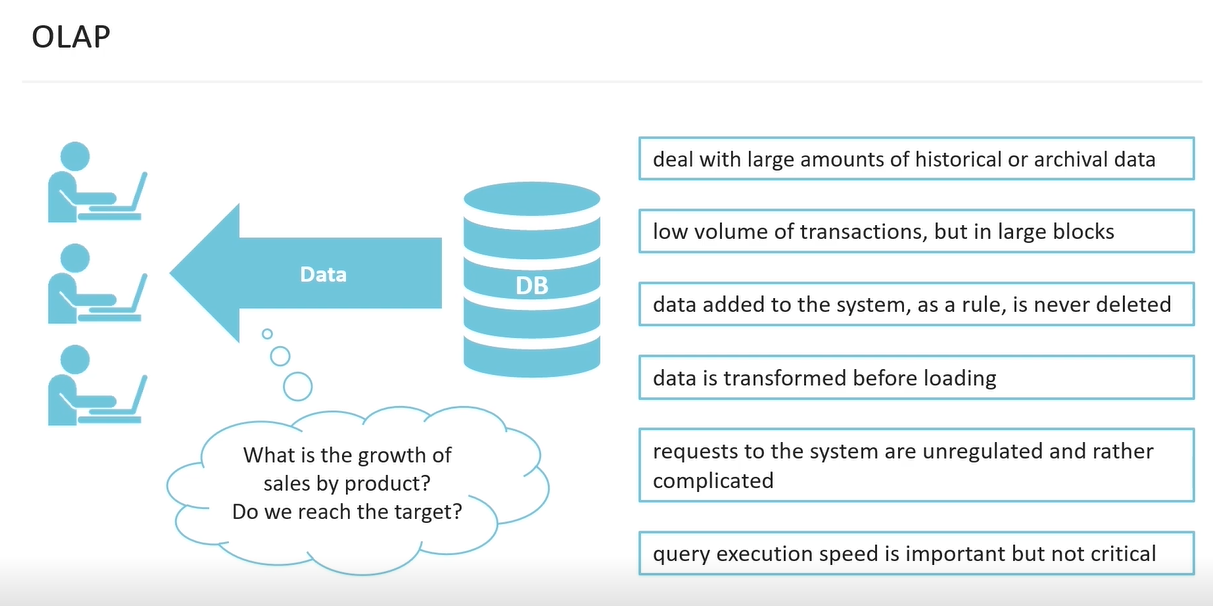 OLAP
Data
DB
What is the growth of
sales by product?
Do we reach the target?
deal with large amounts of historical or archival data
low volume of transactions, but in large blocks
data added to the system, as a rule, is never deleted
data is transformed before loading
requests to the system are unregulated and rather
complicated
query execution speed is important but not critical